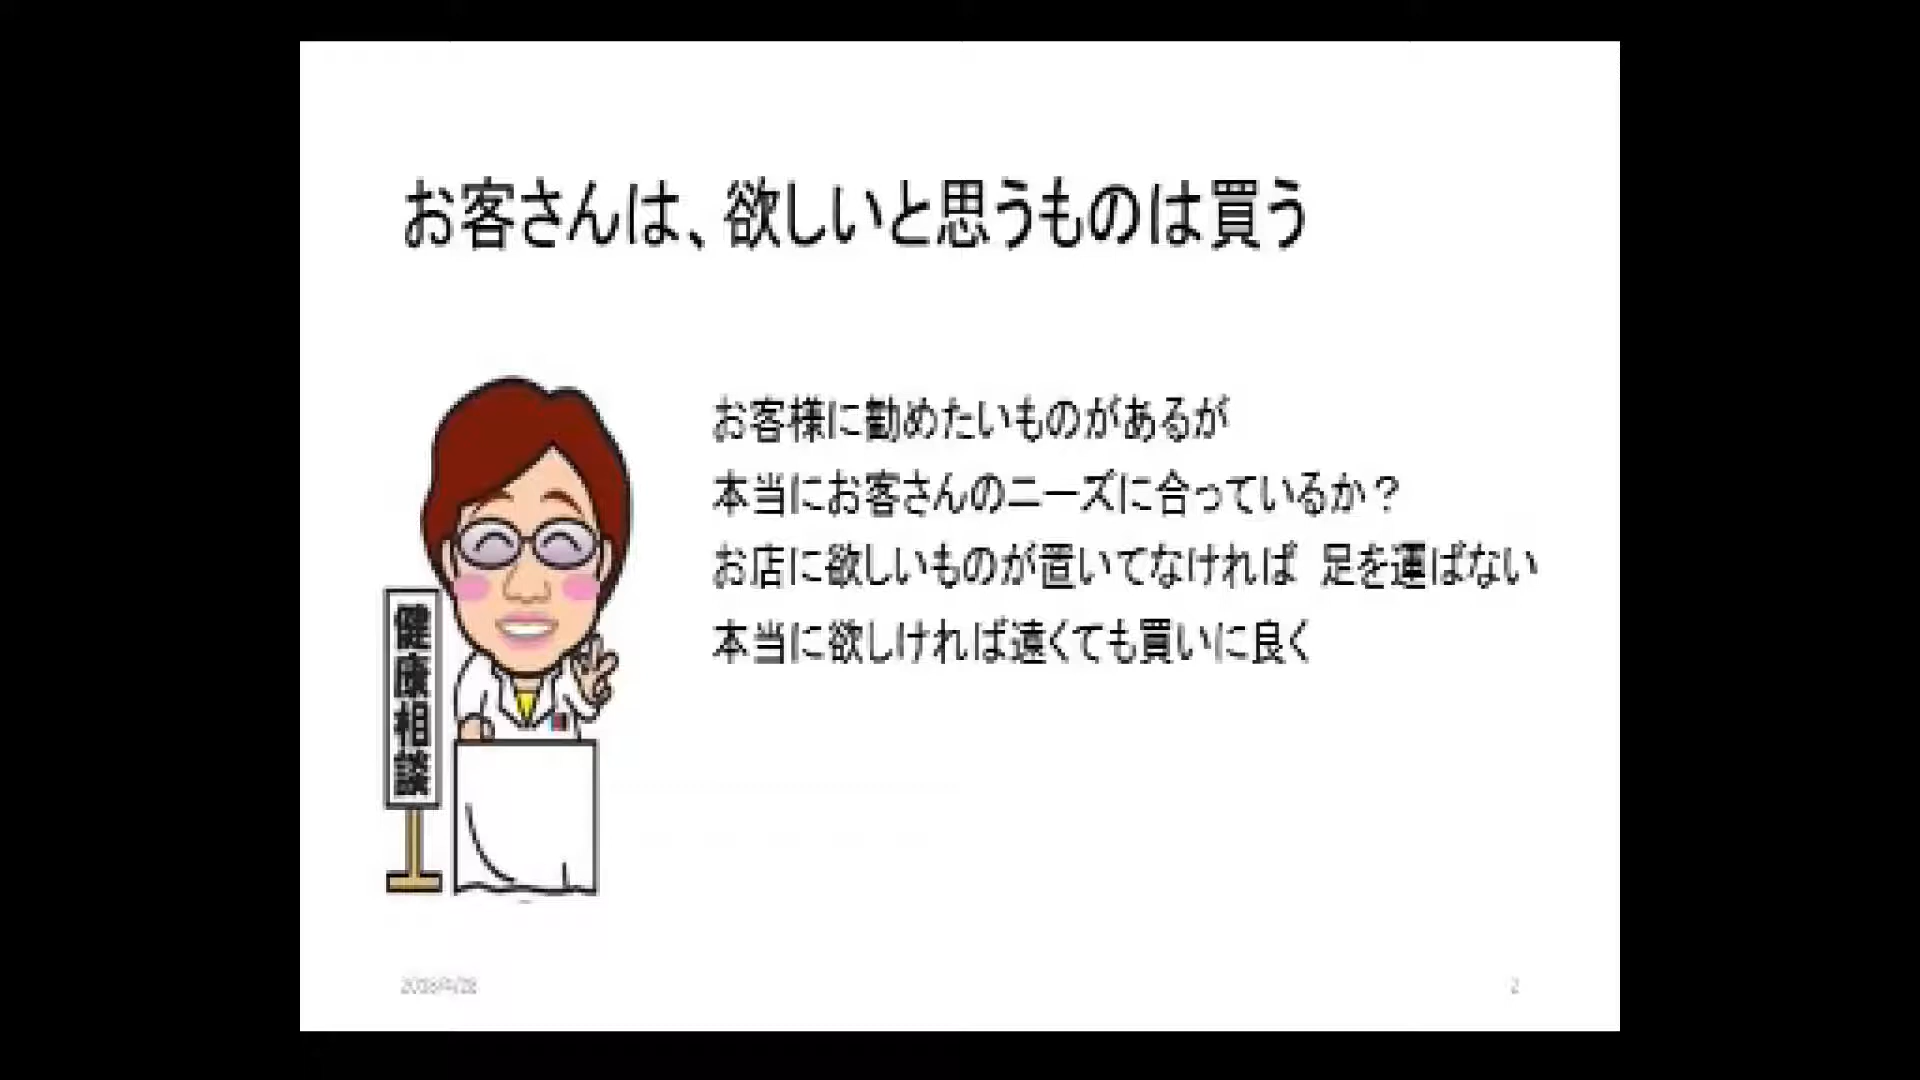 お客さんは、欲しいと思うものは買う
お客様に勧めたいものがあるが
本当にお客さんのニーズに合っているか？
お店に欲しいものが置いてなければ 足を運ばない
本当に欲しければ遠くても買いに良く
健康相談
2